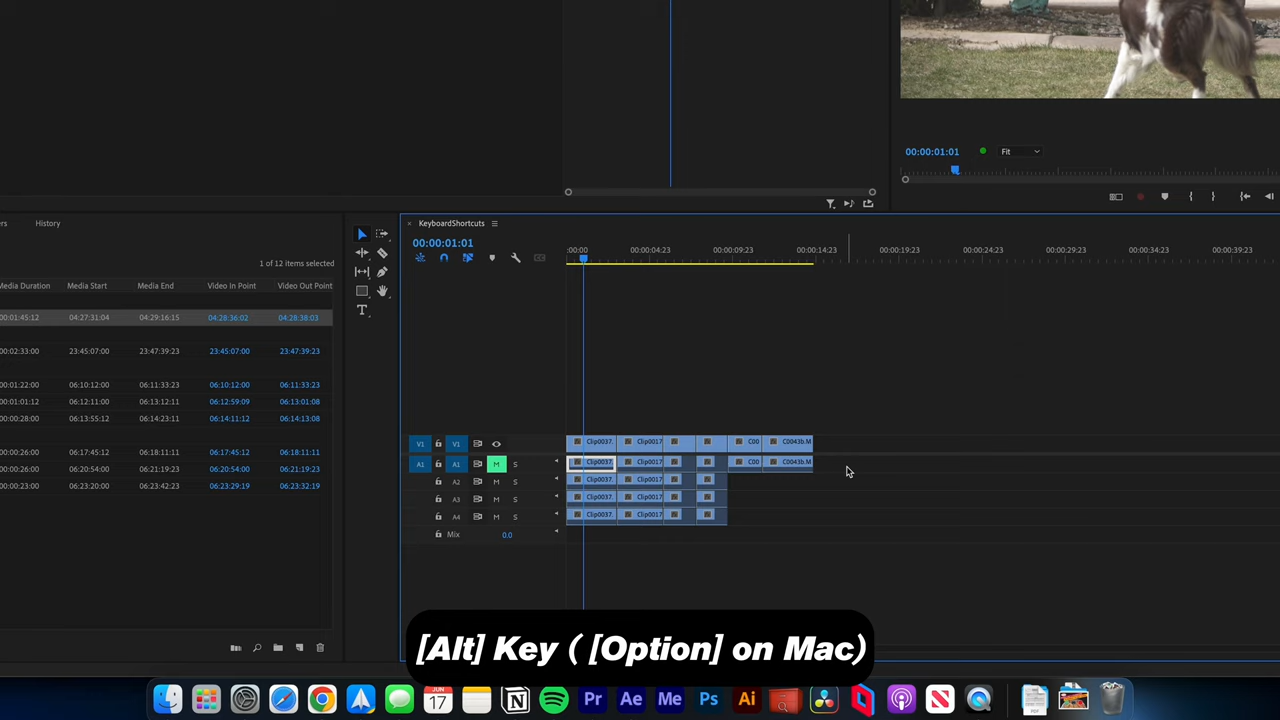 00:00:01:01
Fit
ers
History
KeyboardShortcuts
00:00:01:01
:00:00
00:00:04:23
00:00:09:23
00:00:14:23
00:00:19:23
00:00:24:23
00:00:29:23
00:00:34:23
00:00:39:23
1 of 12 items selected
Media Duration Media Start Media End Video In Point Video Out Point
00:01:45:12 04:27:31:04 04:29:16:15 04:28:36:02 04:28:38:03
00:02:33:00 23:45:07:00 23:47:39:23 23:45:07:00 23:47:39:23
00:01:22:00 06:10:12:00 06:11:33:23 06:10:12:00 06:11:33:23
00:01:01:12 06:12:11:00 06:13:12:11 06:12:59:09 06:13:01:08
00:00:28:00 06:13:55:12 06:14:23:11 06:14:11:12 06:14:13:08
06:17:45:12 06:18:11:11 06:17:45:12 06:18:11:11
06:20:54:00 06:21:19:11 06:20:54:00 06:21:19:11
00:00:23:00 06:23:20:00 06:23:42:23 06:23:29:19 06:23:32:19
T
V1 V1 Clip0037. Clip0017 C00 C0043b.M
A1 A1 M S Clip0037. Clip0017 C00 C0043b.M
A2 M S Clip0037. Clip0017
A3 M S Clip0037. Clip0017
A4 M S Clip0037. Clip0017
Mix 0.0
[Alt] Key ( [Option] on Mac)
JUN
17
Pr Ae Me Ps Ai
PDF